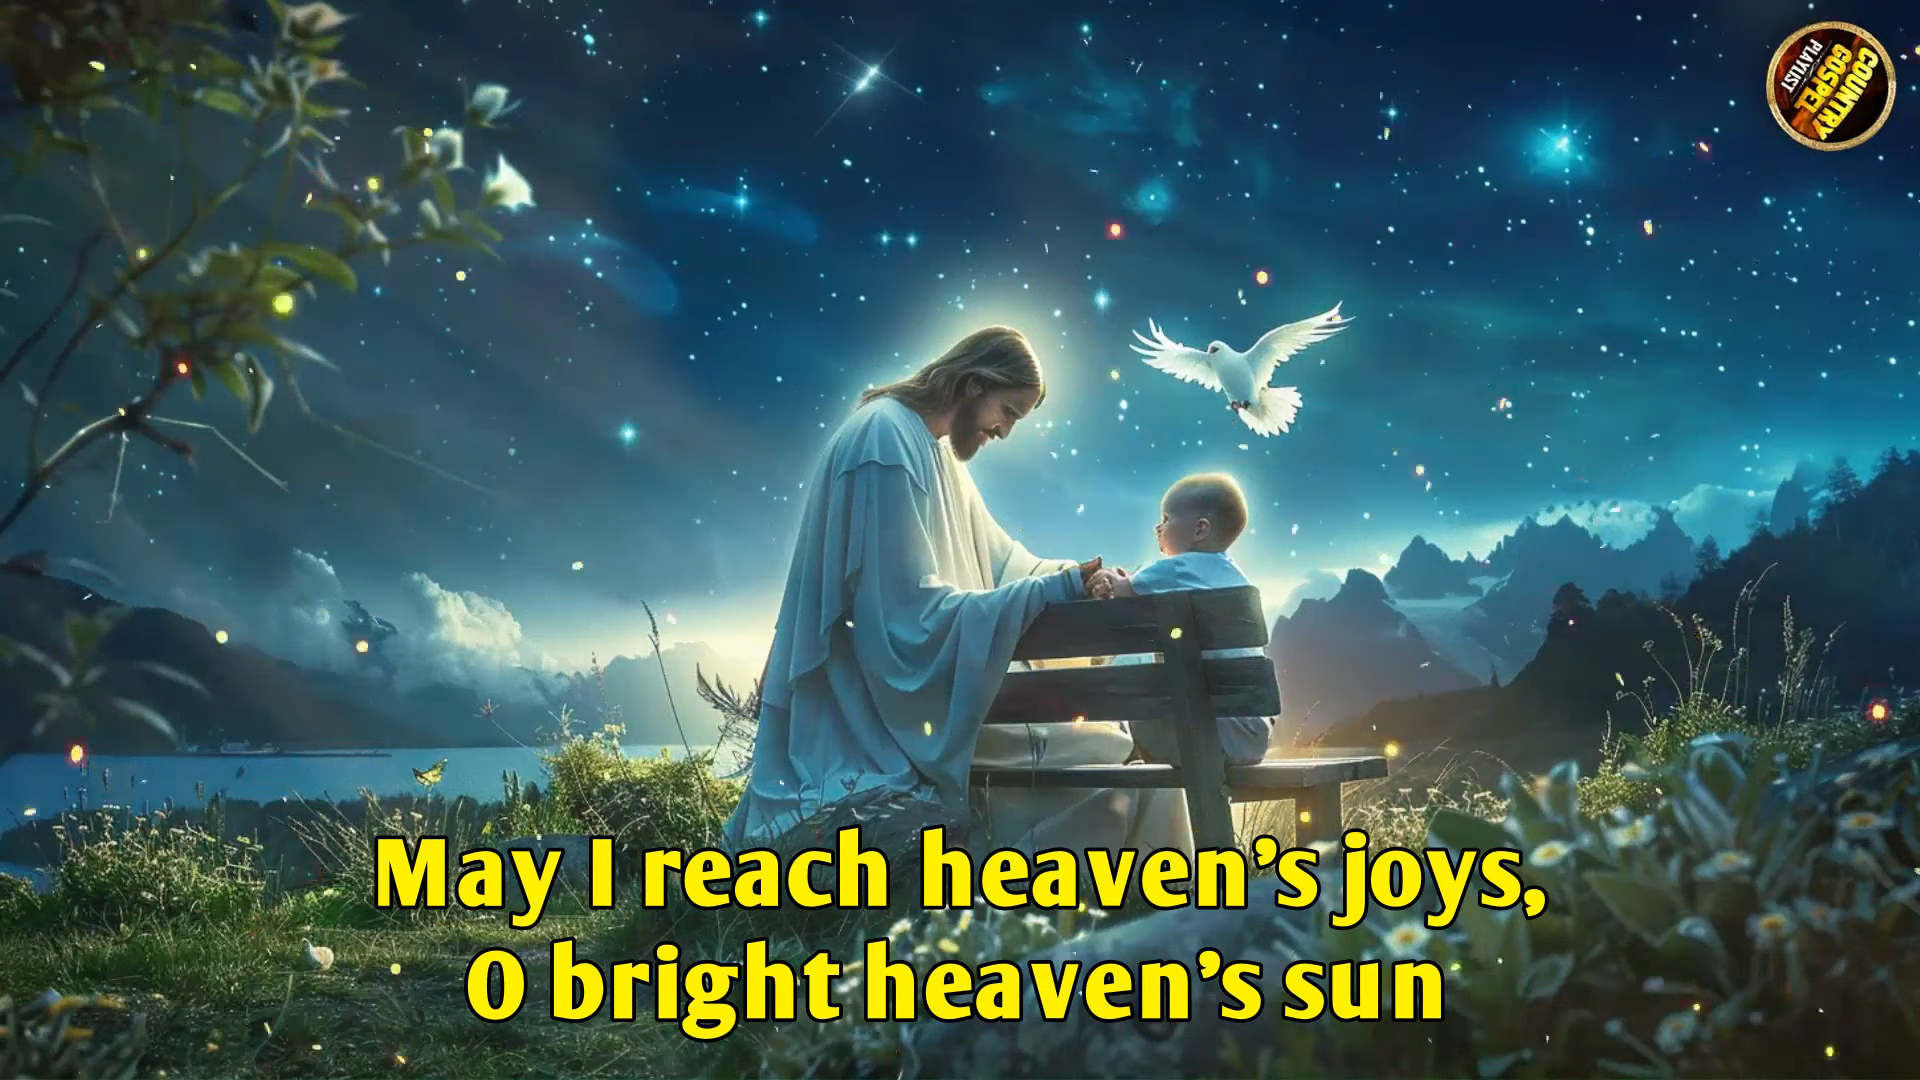 COUNTRY
GOSPEL
PLAYLIST
May I reach heaven’s joys,
O bright heaven’s sun